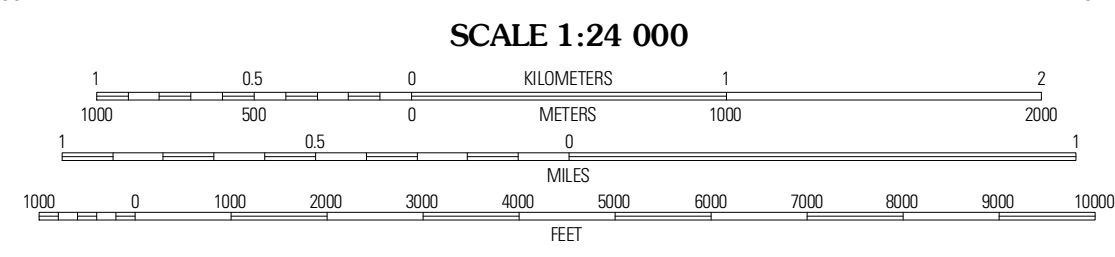 SCALE 1:24 000
1 0.5 0 KILOMETERS 1 2
1000 500 0 METERS 1000 2000
1 0.5 0 1
MILES
1000 0 1000 2000 3000 4000 5000 6000 7000 8000 9000 10000
FEET